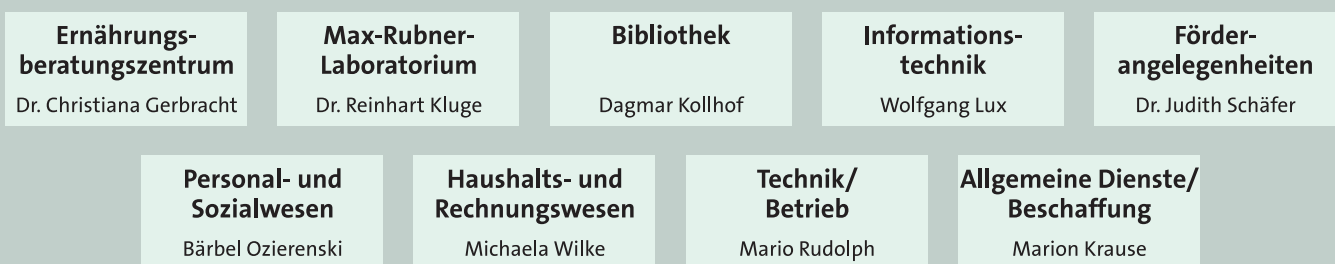 Ernährungs-
beratungszentrum
Dr. Christiana Gerbracht
Max-Rubner-
Laboratorium
Dr. Reinhart Kluge
Bibliothek
Dagmar Kollhof
Informations-
technik
Wolfgang Lux
Förder-
angelegenheiten
Dr. Judith Schäfer
Personal- und
Sozialwesen
Bärbel Ozierenski
Haushalts- und
Rechnungswesen
Michaela Wilke
Technik/
Betrieb
Mario Rudolph
Allgemeine Dienste/
Beschaffung
Marion Krause